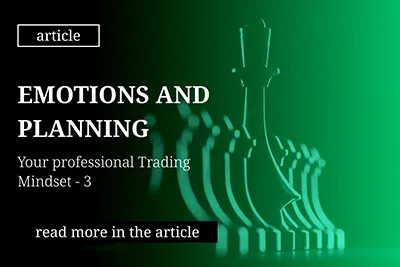 article
EMOTIONS AND
PLANNING
Your professional Trading
Mindset - 3
read more in the article